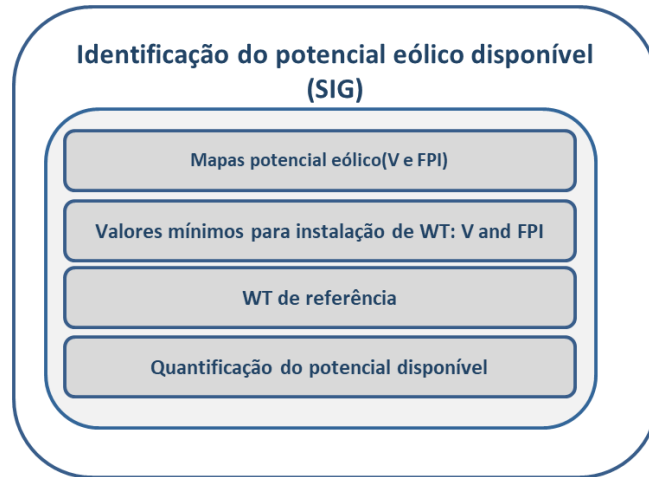 Identificação do potencial eólico disponível
(SIG)
Mapas potencial eólico(V e FPI)
Valores mínimos para instalação de WT: V and FPI
WT de referência
Quantificação do potencial disponível